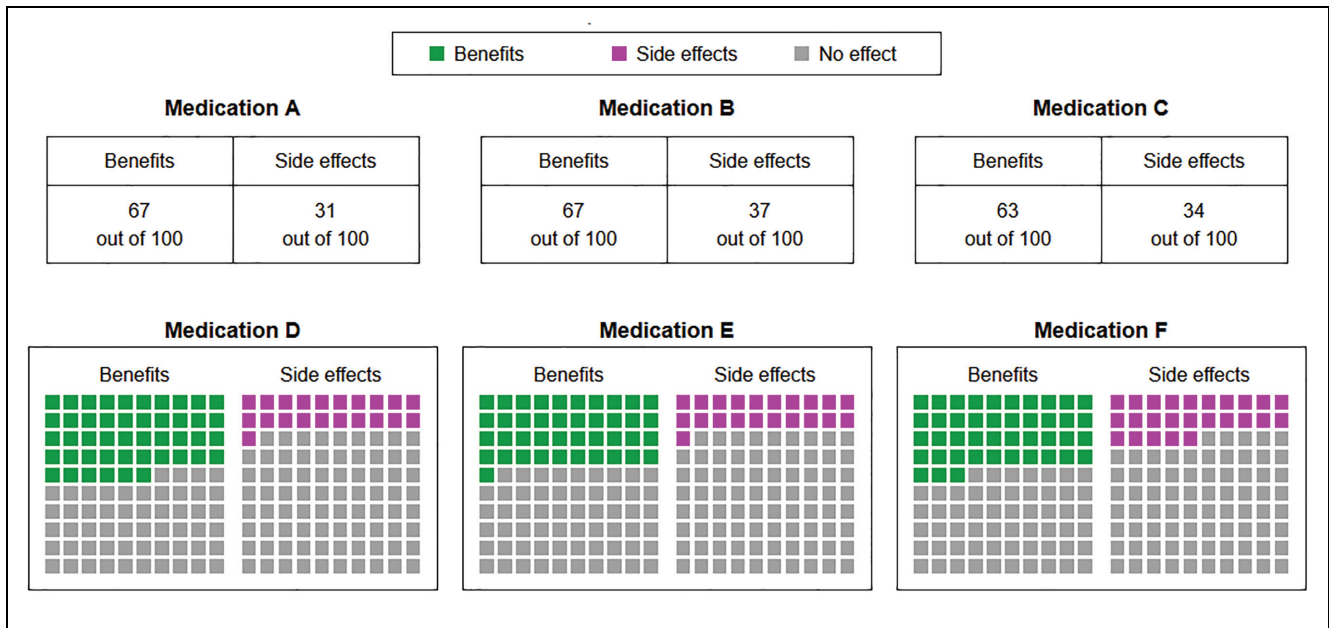 Benefits Side effects No effect
Medication A Medication B Medication C
Benefits Side effects Benefits Side effects Benefits Side effects
67 31 67 37 63 34
out of 100 out of 100 out of 100 out of 100 out of 100 out of 100
Medication D Medication E Medication F
Benefits Side effects Benefits Side effects Benefits Side effects